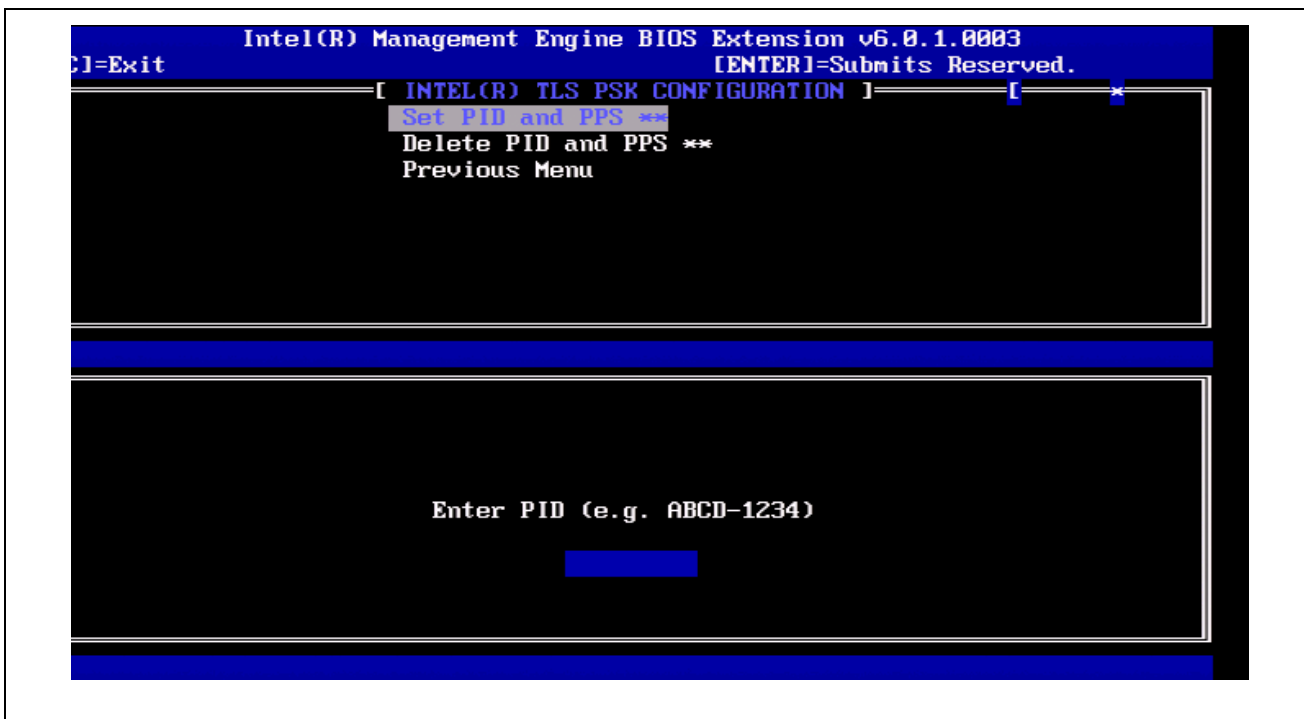 Intel(R) Management Engine BIOS Extension v6.0.1.0003
C]=Exit [ENTER]=Submits Reserved.
[ INTEL(R) TLS PSK CONFIGURATION ] [ *
Set PID and PPS **
Delete PID and PPS **
Previous Menu
Enter PID (e.g. ABCD-1234)